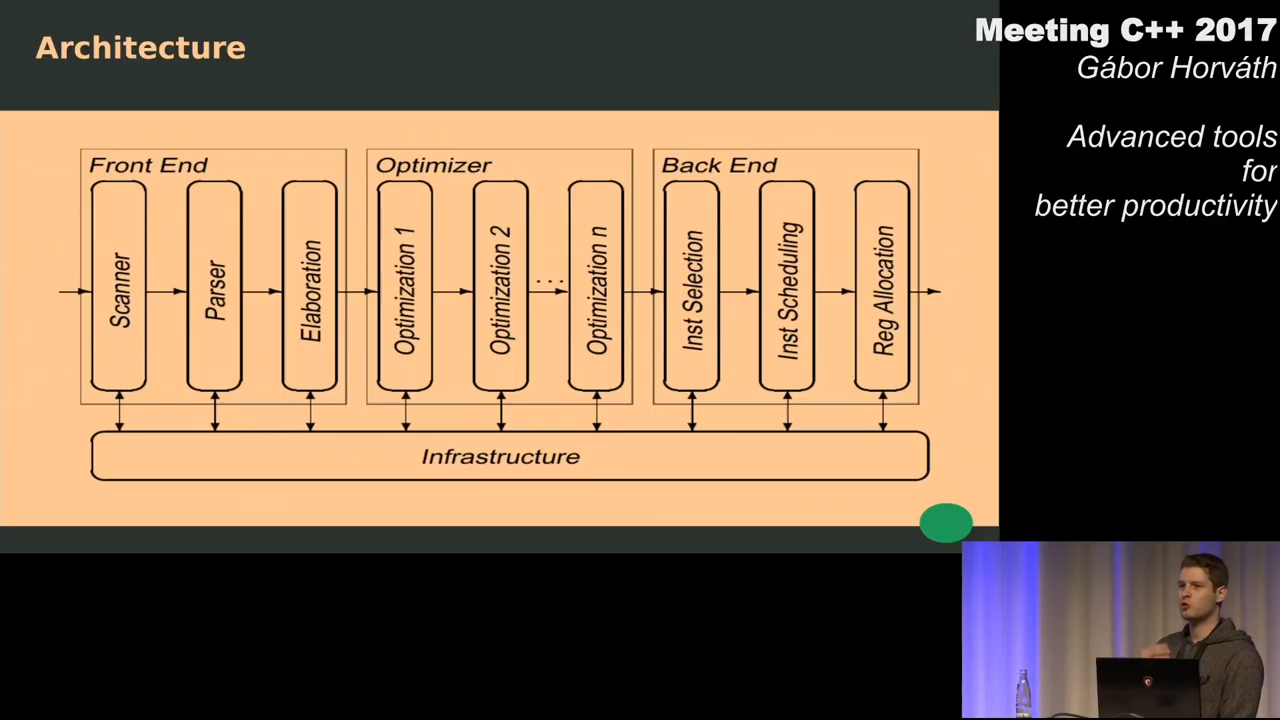 Architecture
Meeting C++ 2017
Gábor Horváth
Advanced tools
for
better productivity
Front End
Scanner
Parser
Elaboration
Optimizer
Optimization 1
Optimization 2
...
Optimization n
Back End
Inst Selection
Inst Scheduling
Reg Allocation
Infrastructure